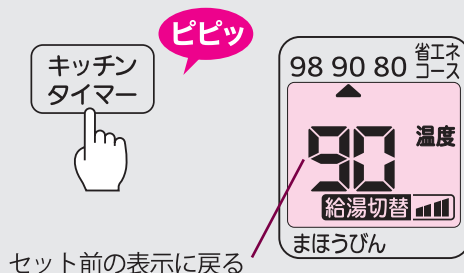 ピピッ
キッチン
タイマー
98 90 80 省エネ
コース
90 温度
給湯切替
まほうびん
セット前の表示に戻る